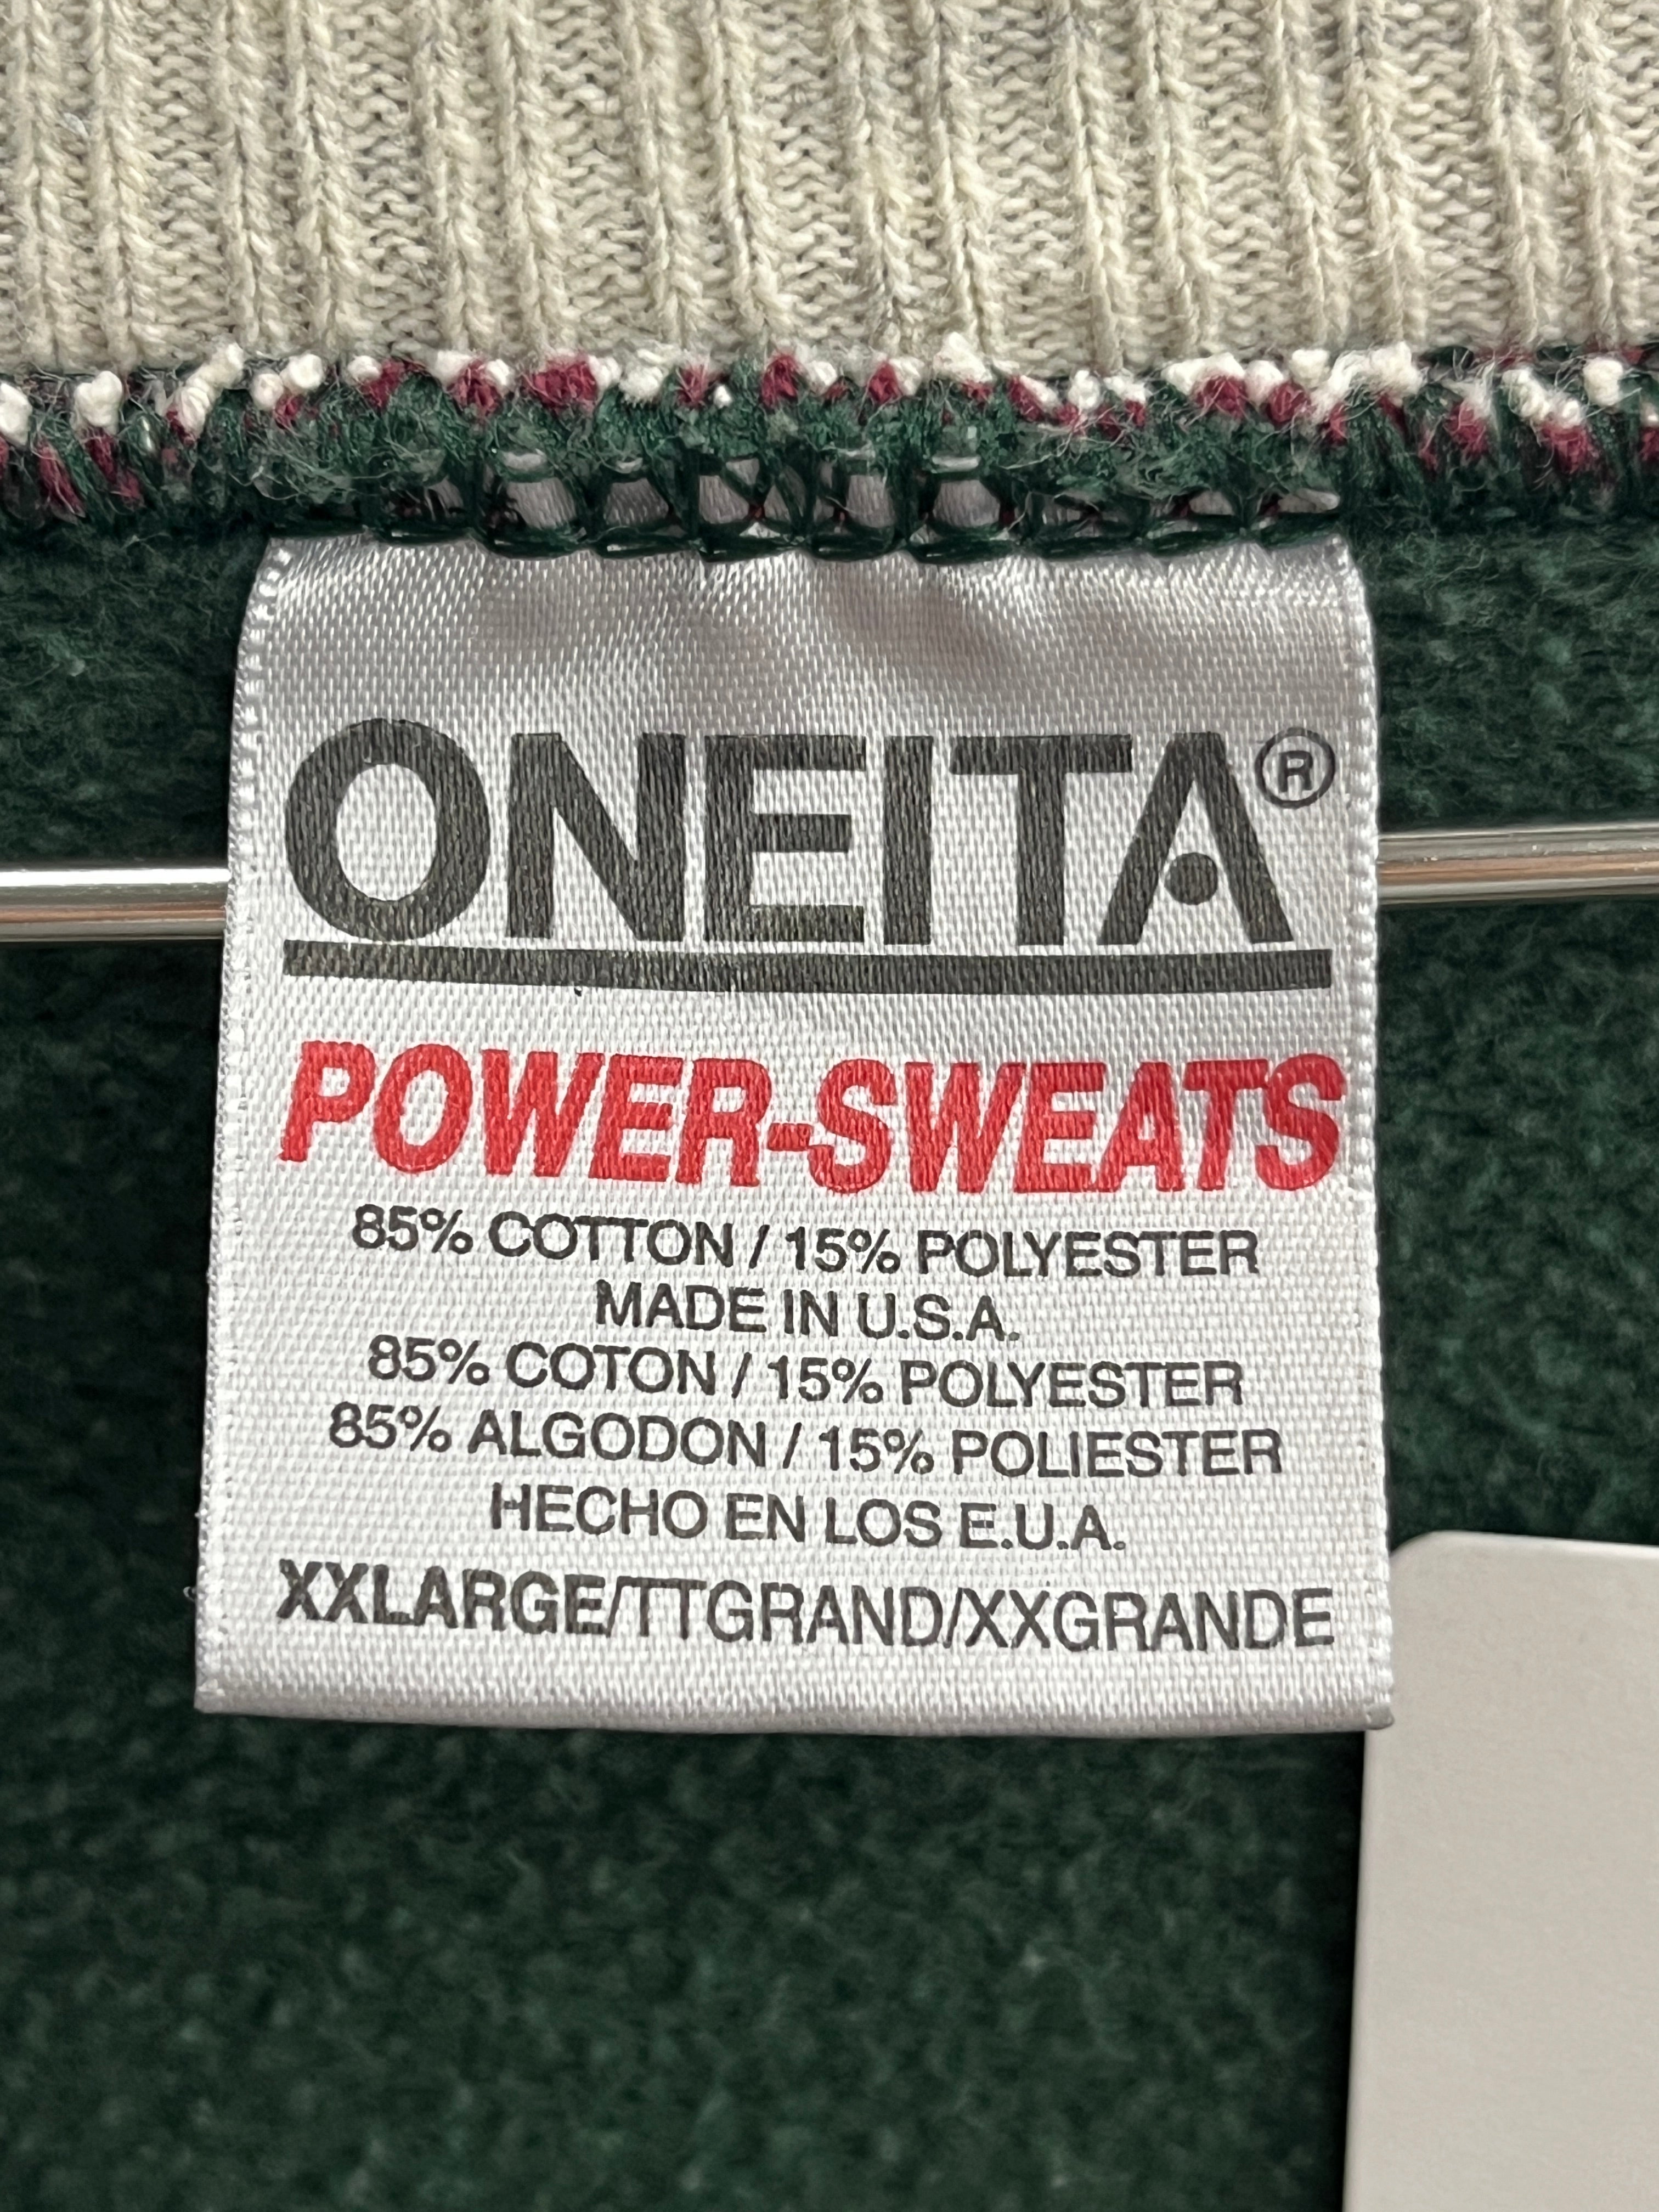 ONEITA®
POWER-SWEATS
85% COTTON / 15% POLYESTER
MADE IN U.S.A.
85% COTON / 15% POLYESTER
85% ALGODON / 15% POLIESTER
HECHO EN LOS E.U.A.
XXLARGE/TTGRAND/XXGRANDE